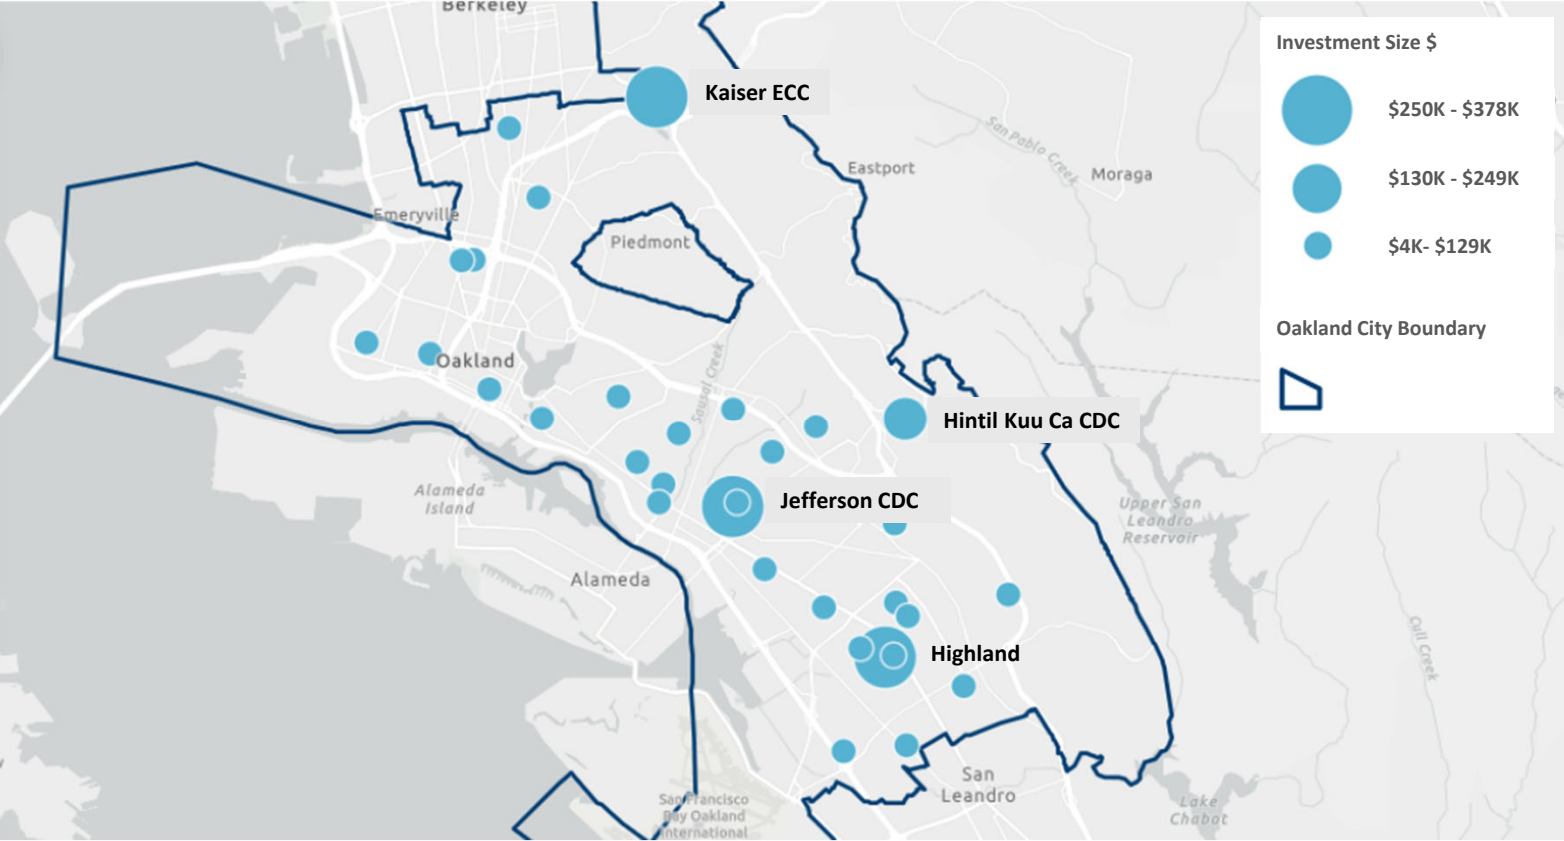 Berkeley
Kaiser ECC
San Pablo Creek
Eastport
Moraga
Emeryville
Piedmont
Oakland
Sausal Creek
Hintil Kuu Ca CDC
Alameda
Island
Jefferson CDC
Upper San
Leandro
Reservoir
Alameda
Highland
Cull Creek
San
Leandro
San Francisco
Bay Oakland
International
Lake
Chabot
Investment Size $
$250K - $378K
$130K - $249K
$4K- $129K
Oakland City Boundary